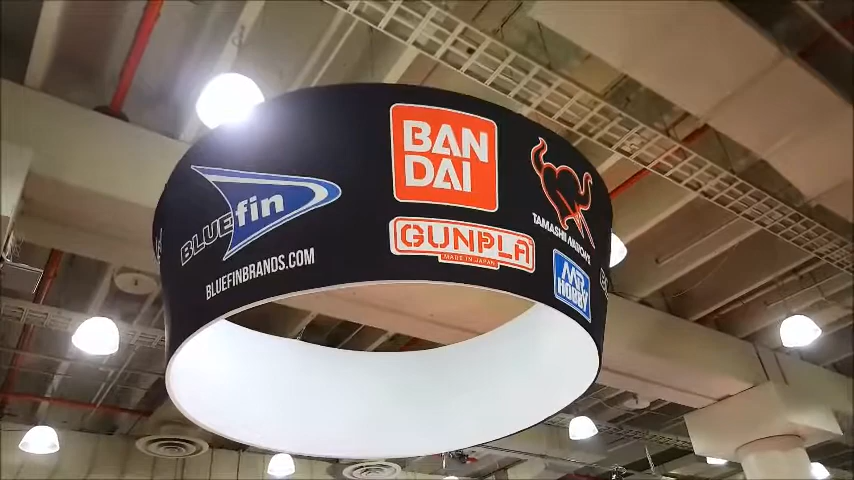 BLUEfin
BLUEFINBRANDS.COM
BAN
DAI
GUNPLA
MADE IN JAPAN
TAMASHII NATIONS
MR.
HOBBY